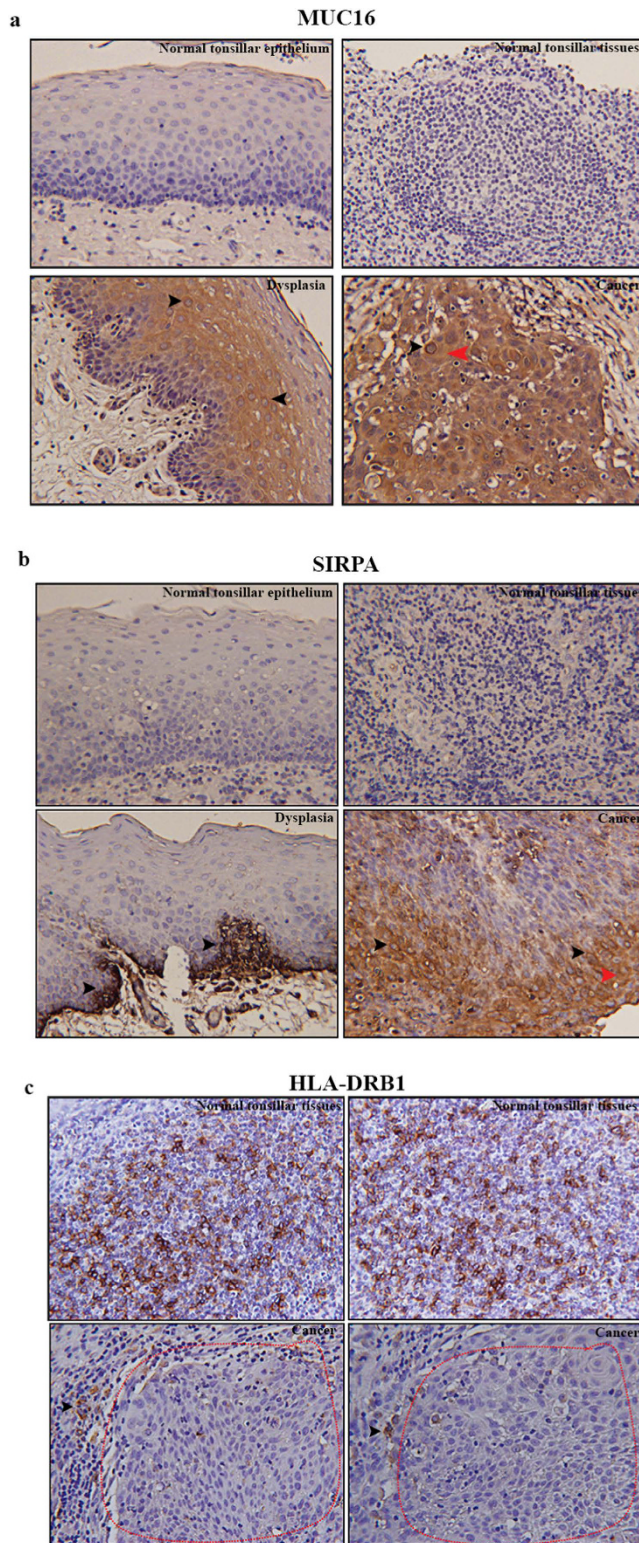 a
MUC16
Normal tonsillar epithelium
Normal tonsillar tissues
Dysplasia
Cancer
b
SIRPA
Normal tonsillar epithelium
Normal tonsillar tissue
Dysplasia
Cancer
c
HLA-DRB1
Normal tonsillar tissues
Normal tonsillar tissues
Cancer
Cancer